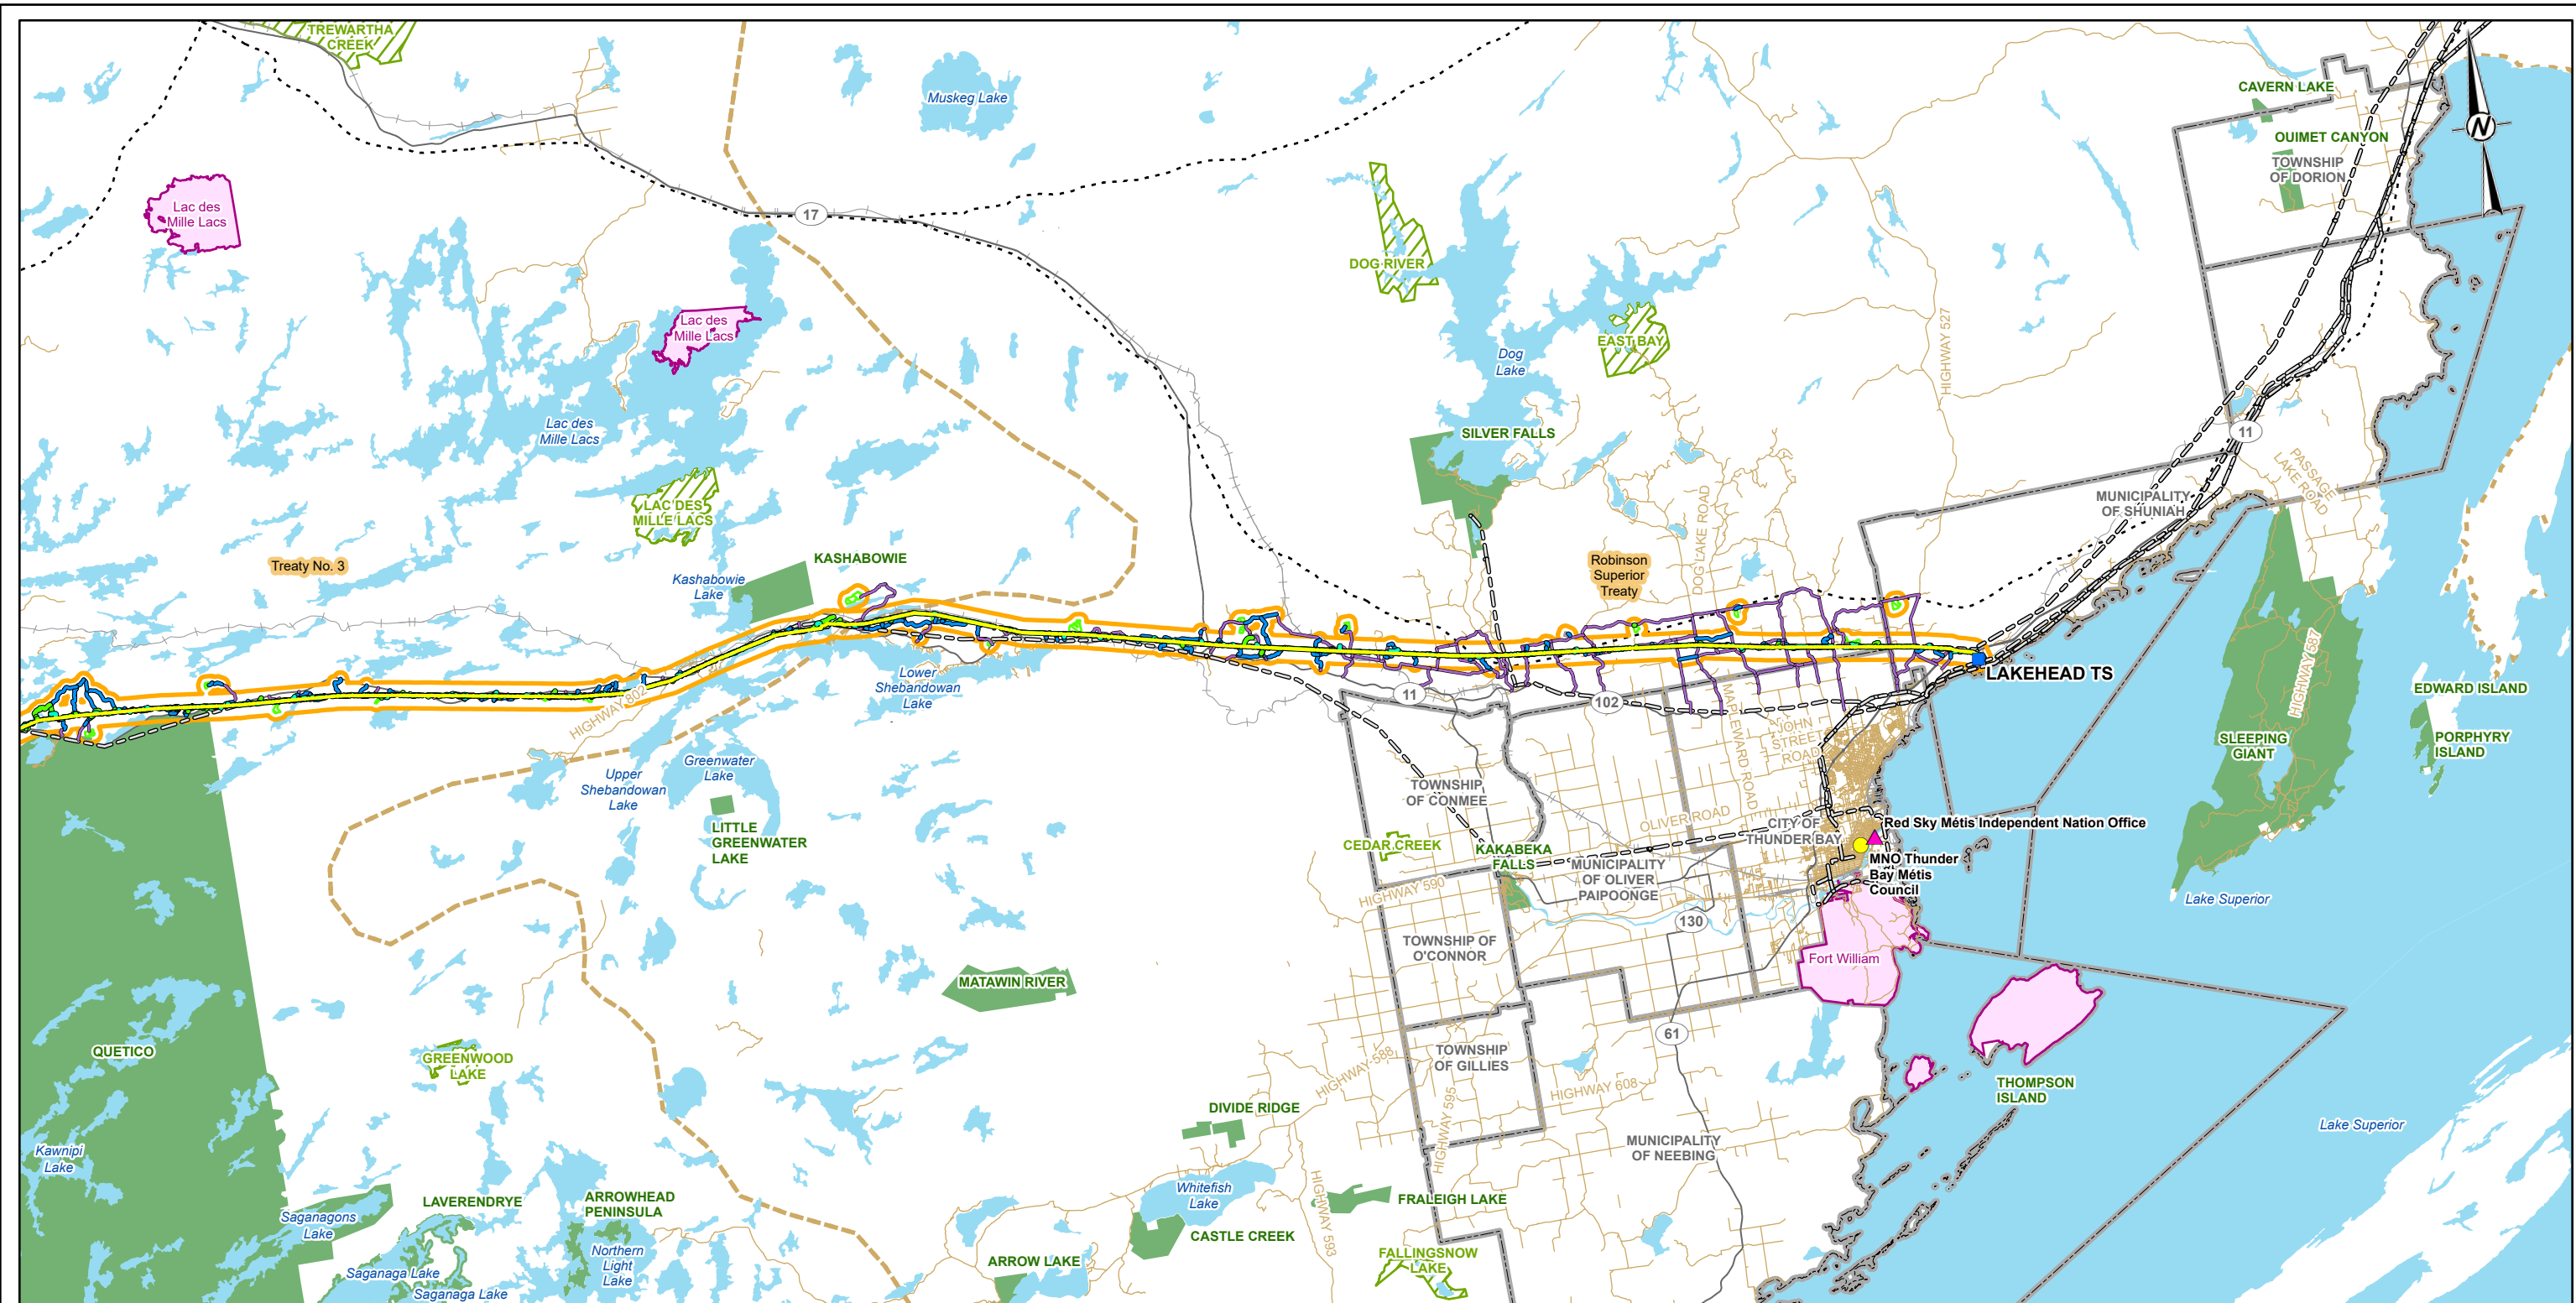 TREWARTHA
CREEK
Muskeg Lake
CAVERN LAKE
N
OUIMET CANYON
TOWNSHIP
OF DORION
Lac des
Mille Lacs
17
DOG RIVER
Lac des
Mille Lacs
EAST BAY
Dog
Lake
HIGHWAY 527
Lac des
Mille Lacs
SILVER FALLS
11
PASSAGE
LAKE ROAD
LAC DES
MILLE LACS
MUNICIPALITY
OF SHUNIAH
DOG LAKE ROAD
Treaty No. 3
KASHABOWIE
Kashabowie
Lake
Robinson
Superior
Treaty
Lower
Shebandowan
Lake
HIGHWAY 802
11
102
LAKEHEAD TS
HIGHWAY 587
EDWARD ISLAND
MAPLEWARD ROAD
JOHN
STREET
ROAD
SLEEPING
GIANT
PORPHYRY
ISLAND
Greenwater
Lake
Upper
Shebandowan
Lake
TOWNSHIP
OF CONMEE
LITTLE
GREENWATER
LAKE
OLIVER ROAD
CITY OF
THUNDER BAY
Red Sky Métis Independent Nation Office
CEDAR CREEK
KAKABEKA
FALLS
MUNICIPALITY
OF OLIVER
PAIPOONGE
MNO Thunder
Bay Métis
Council
HIGHWAY 590
Lake Superior
130
TOWNSHIP OF
O'CONNOR
Fort William
MATAWIN RIVER
61
QUETICO
GREENWOOD
LAKE
TOWNSHIP
OF GILLIES
HIGHWAY 588
HIGHWAY 608
THOMPSON
ISLAND
DIVIDE RIDGE
HIGHWAY 595
Lake Superior
MUNICIPALITY
OF NEEBING
Kawnipi
Lake
LAVERENDRYE
ARROWHEAD
PENINSULA
Whitefish
Lake
FRALEIGH LAKE
Saganagons
Lake
HIGHWAY 593
CASTLE CREEK
Northern
Light
Lake
ARROW LAKE
FALLINGSNOW
LAKE
Saganaga Lake
Saganaga Lake